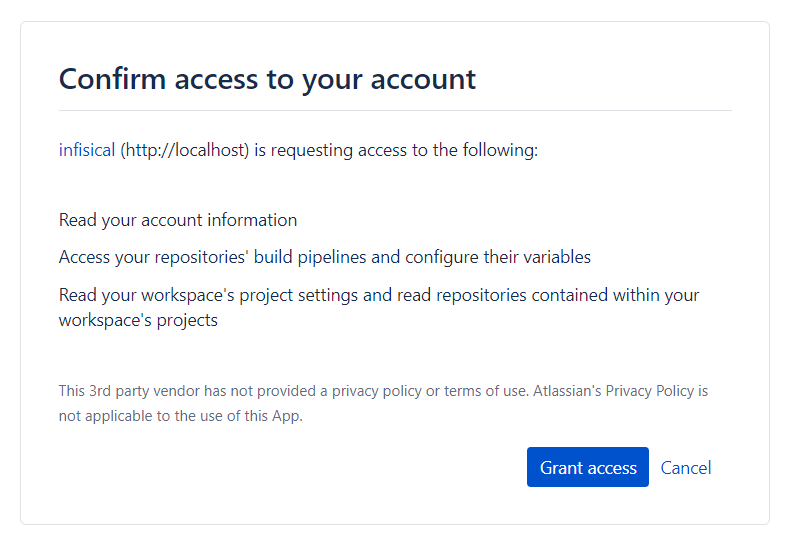 Confirm access to your account
infisical (http://localhost) is requesting access to the following:
Read your account information
Access your repositories' build pipelines and configure their variables
Read your workspace's project settings and read repositories contained within your
workspace's projects
This 3rd party vendor has not provided a privacy policy or terms of use. Atlassian's Privacy Policy is
not applicable to the use of this App.
Grant access Cancel